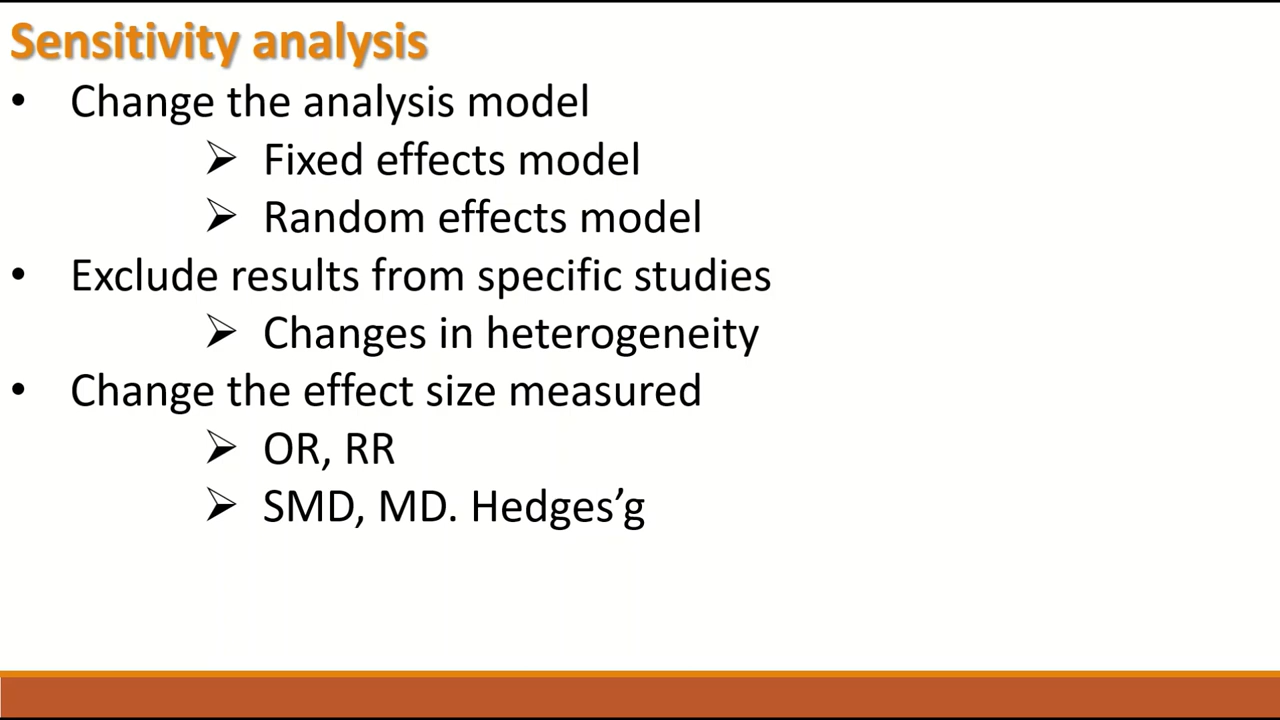 Sensitivity analysis
• Change the analysis model
➢ Fixed effects model
➢ Random effects model
• Exclude results from specific studies
➢ Changes in heterogeneity
• Change the effect size measured
➢ OR, RR
➢ SMD, MD. Hedges’g